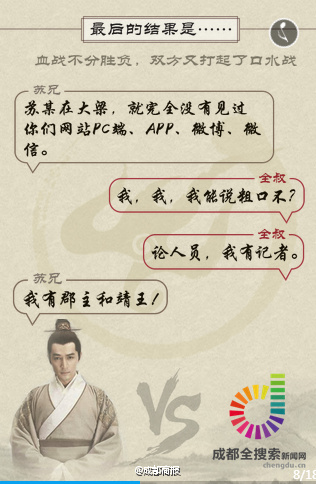 最后的结果是……
血战不分胜负，双方又打起了口水战
苏兄
苏某在大梁，就完全没有见过
你们网站PC端、APP、微博、微
信。
全叔
我，我，我能说粗口不？
全叔
论人员，我有记者。
苏兄
我有郡主和靖王！
VS
成都全搜索新闻网
chengdu.cn
@成都商报
8/18